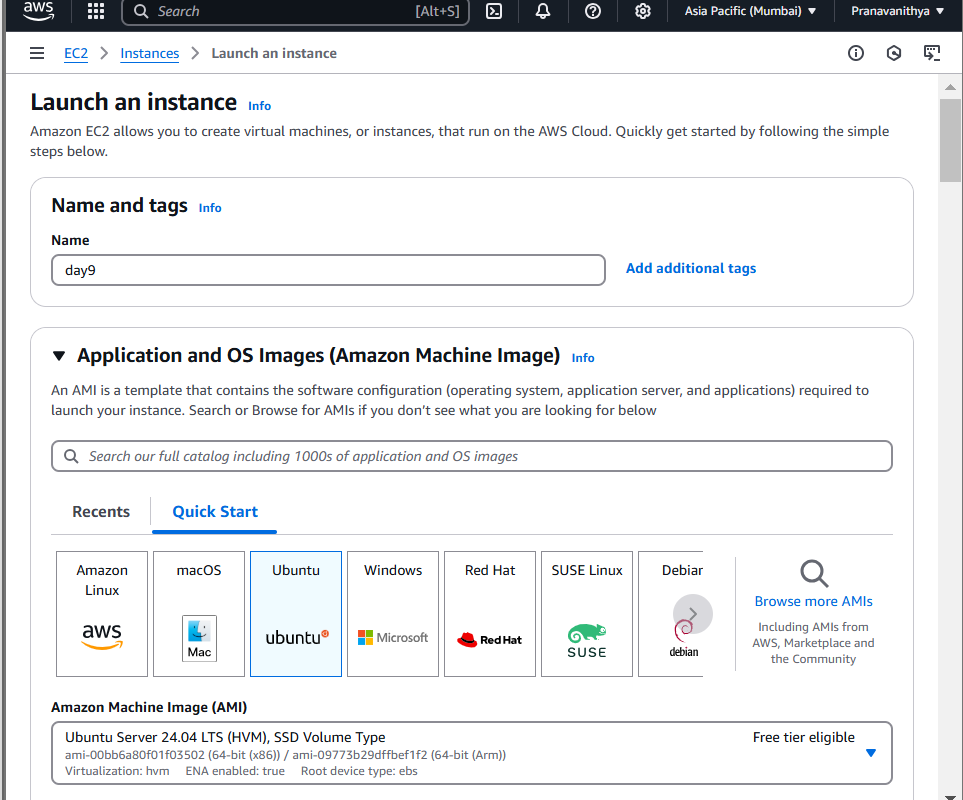 aws Search [Alt+S] Asia Pacific (Mumbai) Pranavanithya
EC2 Instances Launch an instance
Launch an instance Info
Amazon EC2 allows you to create virtual machines, or instances, that run on the AWS Cloud. Quickly get started by following the simple
steps below.
Name and tags Info
Name
day9 Add additional tags
Application and OS Images (Amazon Machine Image) Info
An AMI is a template that contains the software configuration (operating system, application server, and applications) required to
launch your instance. Search or Browse for AMIs if you don’t see what you are looking for below
Search our full catalog including 1000s of application and OS images
Recents Quick Start
Amazon
Linux
aws
macOS
Mac
Ubuntu
ubuntu
Windows
Microsoft
Red Hat
Red Hat
SUSE Linux
SUSE
Debian
debian
Browse more AMIs
Including AMIs from
AWS, Marketplace and
the Community
Amazon Machine Image (AMI)
Ubuntu Server 24.04 LTS (HVM), SSD Volume Type Free tier eligible
ami-00bb6a80f01f03502 (64-bit (x86)) / ami-09773b29dffbef1f2 (64-bit (Arm))
Virtualization: hvm ENA enabled: true Root device type: ebs